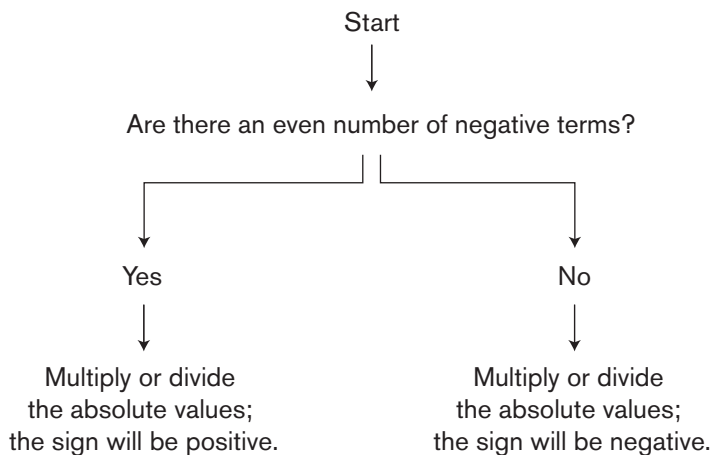 Start
Are there an even number of negative terms?
Yes
No
Multiply or divide
the absolute values;
the sign will be positive.
Multiply or divide
the absolute values;
the sign will be negative.